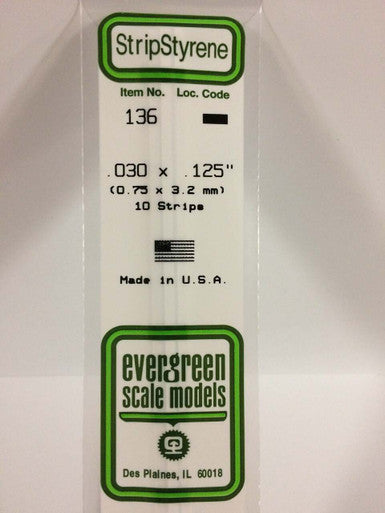 StripStyrene
Item No. Loc. Code
136
.030 x .125"
(0.75 x 3.2 mm)
10 Strips
Made in U.S.A.
evergreen
scale models
Des Plaines, IL 60018